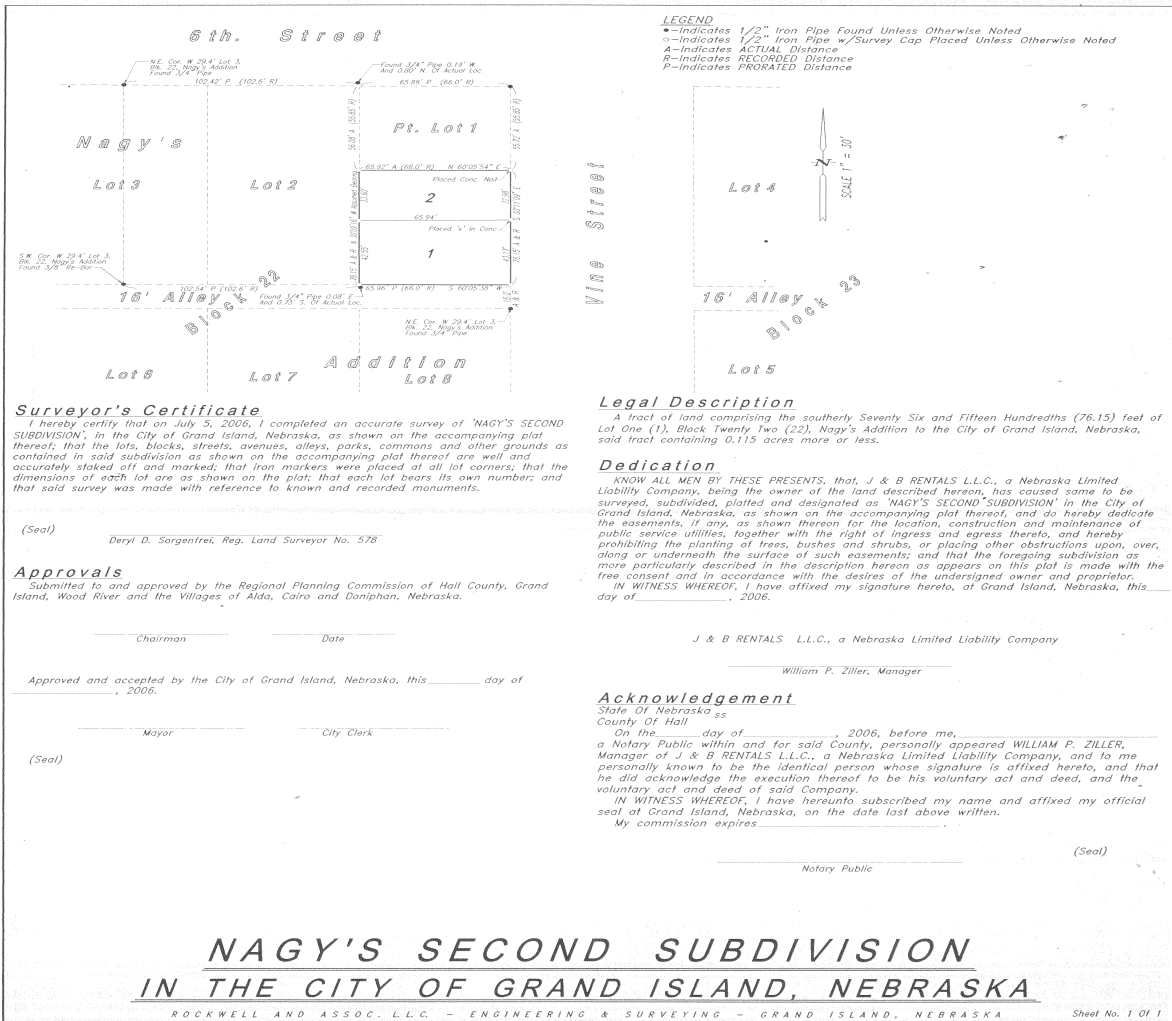 6th. Street
N.E. Cor. W 29.4' Lot 3,
Blk. 22, Nagy's Addition
Found 3/4" Pipe
102.42' P (102.6' R)
Found 3/4" Pipe 0.19' W.
And 0.80' N. Of Actual Loc.
65.89' P (66.0' R)
LEGEND
●-Indicates 1/2" Iron Pipe Found Unless Otherwise Noted
○-Indicates 1/2" Iron Pipe w/Survey Cap Placed Unless Otherwise Noted
A-Indicates ACTUAL Distance
R-Indicates RECORDED Distance
P-Indicates PRORATED Distance
Nagy's
Lot 3
Lot 2
Pt. Lot 1
56.08' A (55.85' R)
55.72' A (55.85' R)
65.92' A (66.0' R) N 60°05'54" E
Placed Conc. Nail
2
33.60'
65.94'
Placed 's' In Conc.
1
42.55'
76.15' A & R
76.15' A & R
65.96' P (66.0' R) S 60°05'38" W
16.0'
A & R
Vine Street
N
SCALE 1" = 30'
Lot 4
S.W. Cor. W 29.4' Lot 3,
Blk. 22, Nagy's Addition
Found 3/8" Re-Bar
102.54' P (102.6' R)
16' Alley
Block 22
Found 3/4" Pipe 0.08' E
And 0.73' S. Of Actual Loc.
N.E. Cor. W 29.4' Lot 3,
Blk. 22, Nagy's Addition
Found 3/4" Pipe
16' Alley
Block 23
Addition
Lot 6
Lot 7
Lot 8
Lot 5
Surveyor's Certificate
I hereby certify that on July 5, 2006, I completed an accurate survey of 'NAGY'S SECOND
SUBDIVISION', in the City of Grand Island, Nebraska, as shown on the accompanying plat
thereof; that the lots, blocks, streets, avenues, alleys, parks, commons and other grounds as
contained in said subdivision as shown on the accompanying plat thereof are well and
accurately staked off and marked; that iron markers were placed at all lot corners; that the
dimensions of each lot are as shown on the plat; that each lot bears its own number; and
that said survey was made with reference to known and recorded monuments.
(Seal)
Deryl D. Sorgenfrei, Reg. Land Surveyor No. 578
Approvals
Submitted to and approved by the Regional Planning Commission of Hall County, Grand
Island, Wood River and the Villages of Alda, Cairo and Doniphan, Nebraska.
Chairman Date
Approved and accepted by the City of Grand Island, Nebraska, this________ day of
______________, 2006.
Mayor City Clerk
(Seal)
Legal Description
A tract of land comprising the southerly Seventy Six and Fifteen Hundredths (76.15) feet of
Lot One (1), Block Twenty Two (22), Nagy's Addition to the City of Grand Island, Nebraska,
said tract containing 0.115 acres more or less.
Dedication
KNOW ALL MEN BY THESE PRESENTS, that, J & B RENTALS L.L.C., a Nebraska Limited
Liability Company, being the owner of the land described hereon, has caused same to be
surveyed, subdivided, platted and designated as 'NAGY'S SECOND SUBDIVISION' in the City of
Grand Island, Nebraska, as shown on the accompanying plat thereof, and do hereby dedicate
the easements, if any, as shown thereon for the location, construction and maintenance of
public service utilities, together with the right of ingress and egress thereto, and hereby
prohibiting the planting of trees, bushes and shrubs, or placing other obstructions upon, over,
along or underneath the surface of such easements; and that the foregoing subdivision as
more particularly described in the description hereon as appears on this plat is made with the
free consent and in accordance with the desires of the undersigned owner and proprietor.
IN WITNESS WHEREOF, I have affixed my signature hereto, at Grand Island, Nebraska, this____
day of______________, 2006.
J & B RENTALS L.L.C., a Nebraska Limited Liability Company
William P. Ziller, Manager
Acknowledgement
State Of Nebraska
ss
County Of Hall
On the________ day of______________, 2006, before me,______________________________
a Notary Public within and for said County, personally appeared WILLIAM P. ZILLER,
Manager of J & B RENTALS L.L.C., a Nebraska Limited Liability Company, and to me
personally known to be the identical person whose signature is affixed hereto, and that
he did acknowledge the execution thereof to be his voluntary act and deed, and the
voluntary act and deed of said Company.
IN WITNESS WHEREOF, I have hereunto subscribed my name and affixed my official
seal at Grand Island, Nebraska, on the date last above written.
My commission expires____________________________.
(Seal)
Notary Public
NAGY'S SECOND SUBDIVISION
IN THE CITY OF GRAND ISLAND, NEBRASKA
ROCKWELL AND ASSOC. L.L.C. - ENGINEERING & SURVEYING - GRAND ISLAND, NEBRASKA
Sheet No. 1 Of 1